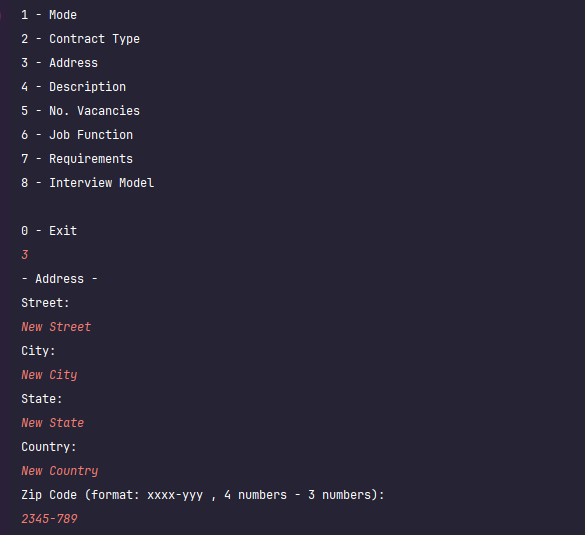 1 - Mode
2 - Contract Type
3 - Address
4 - Description
5 - No. Vacancies
6 - Job Function
7 - Requirements
8 - Interview Model
0 - Exit
3
- Address -
Street:
New Street
City:
New City
State:
New State
Country:
New Country
Zip Code (format: xxxx-yyy , 4 numbers - 3 numbers):
2345-789